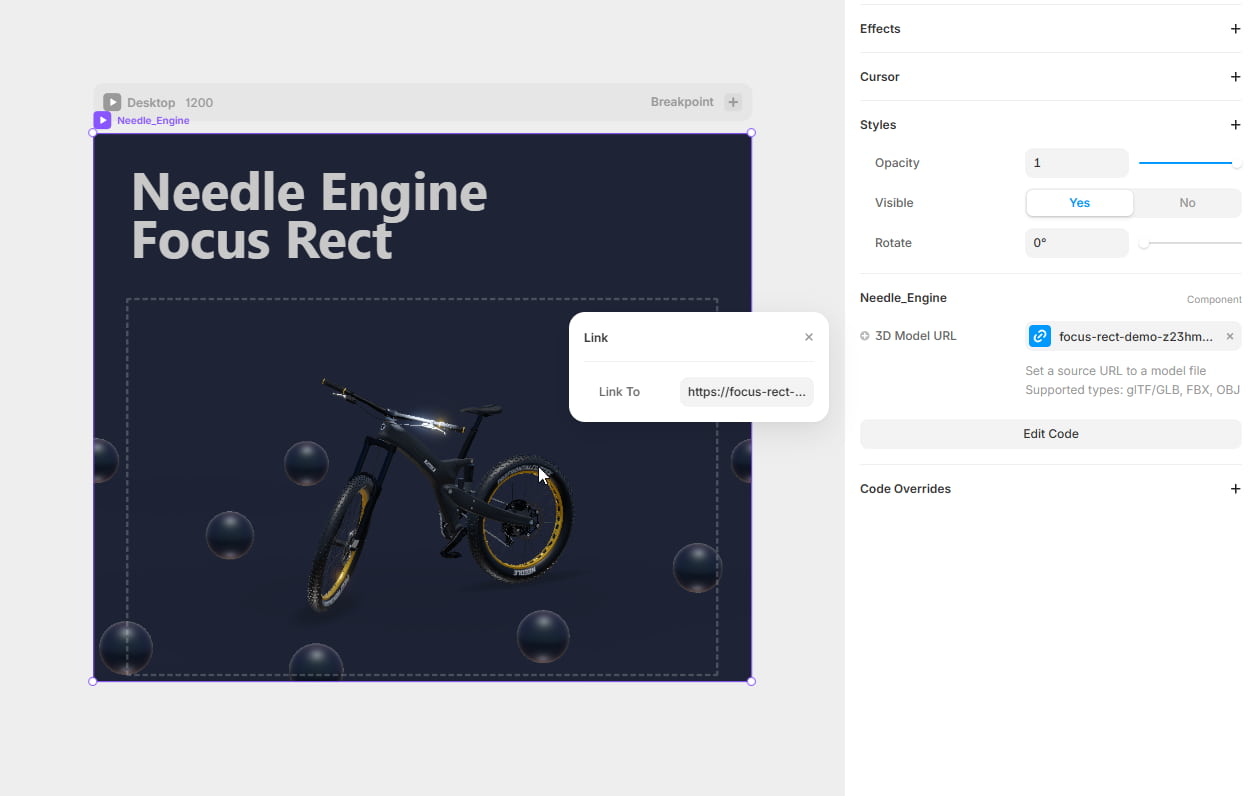 Desktop 1200
Breakpoint +
Needle_Engine
Needle Engine
Focus Rect
NEEDLE
Link ×
Link To https://focus-rect-...
Effects +
Cursor +
Styles +
Opacity 1
Visible Yes No
Rotate 0°
Needle_Engine Component
3D Model URL focus-rect-demo-z23hm... ×
Set a source URL to a model file
Supported types: glTF/GLB, FBX, OBJ
Edit Code
Code Overrides +